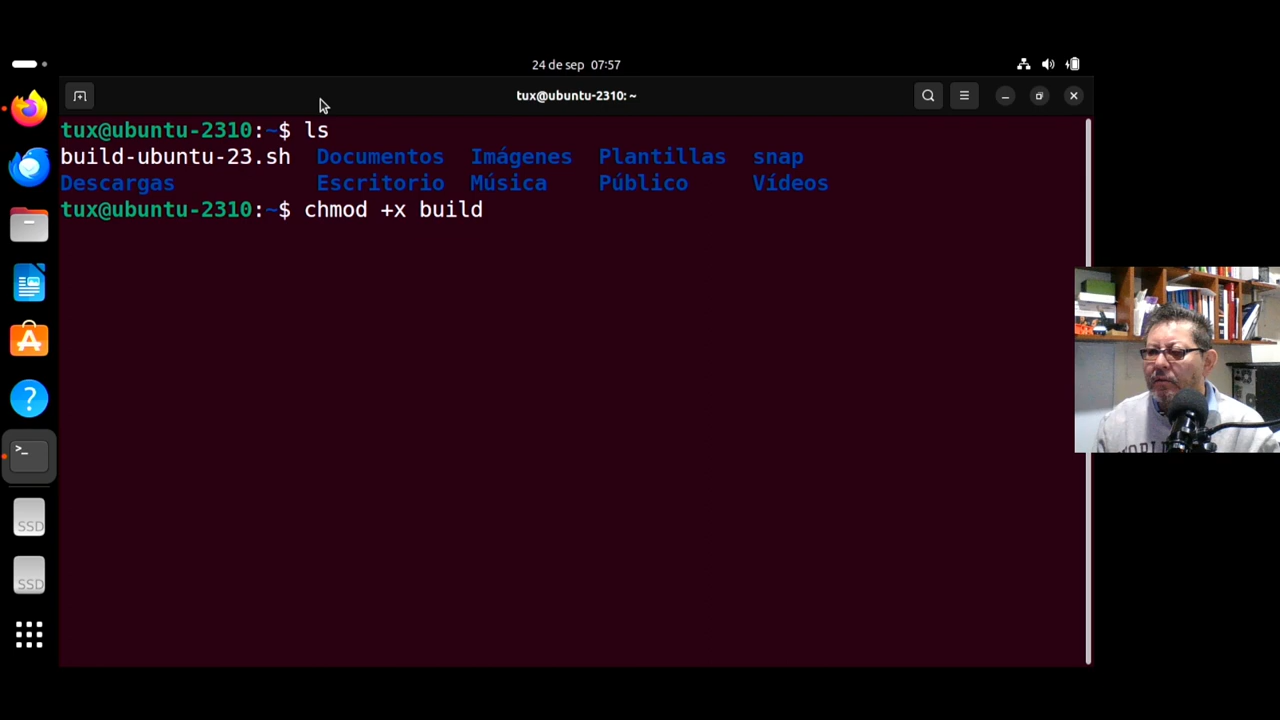 24 de sep 07:57
tux@ubuntu-2310: ~
tux@ubuntu-2310:~$ ls
build-ubuntu-23.sh Documentos Imágenes Plantillas snap
Descargas Escritorio Música Público Vídeos
tux@ubuntu-2310:~$ chmod +x build
>_
SSD
SSD